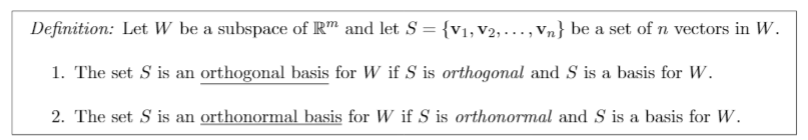 Definition: Let W be a subspace of ℝᵐ and let S = {v₁, v₂, . . . , vₙ} be a set of n vectors in W.
1. The set S is an orthogonal basis for W if S is orthogonal and S is a basis for W.
2. The set S is an orthonormal basis for W if S is orthonormal and S is a basis for W.